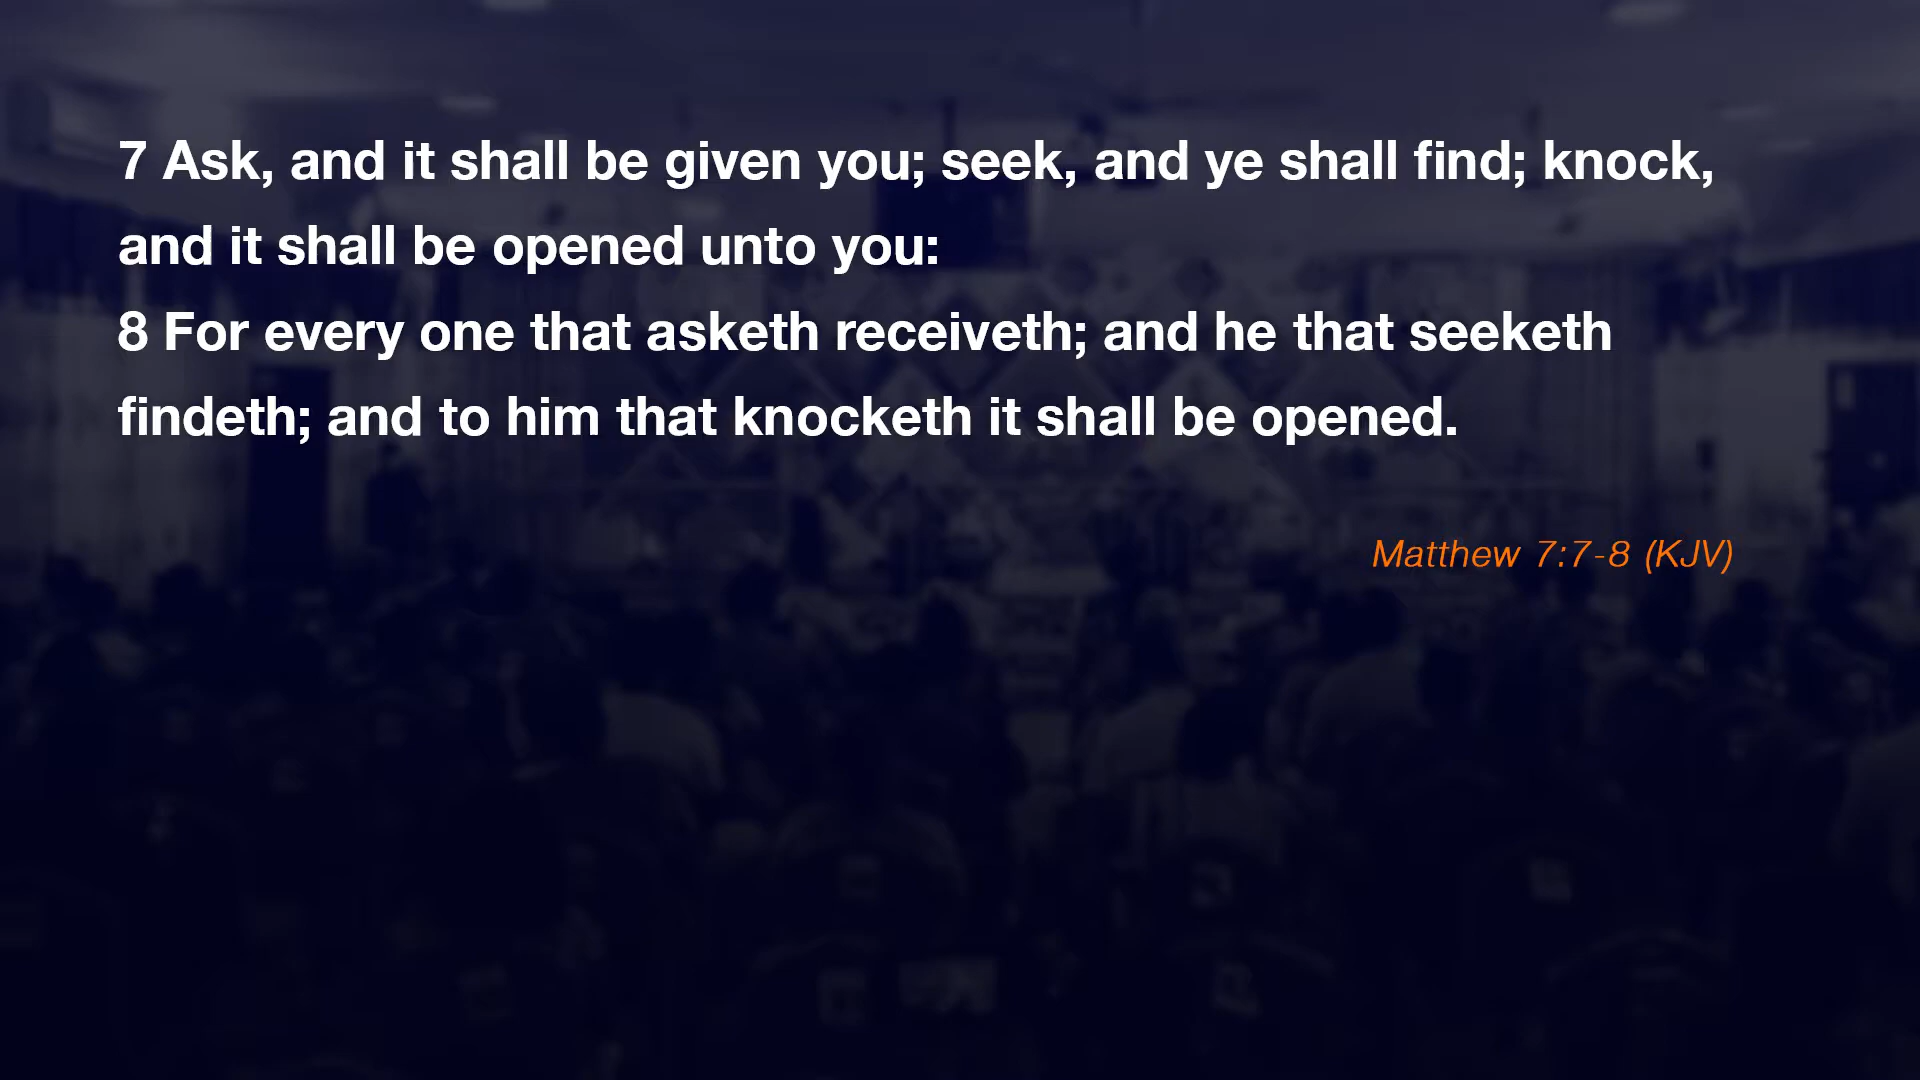 7 Ask, and it shall be given you; seek, and ye shall find; knock,
and it shall be opened unto you:
8 For every one that asketh receiveth; and he that seeketh
findeth; and to him that knocketh it shall be opened.
Matthew 7:7-8 (KJV)